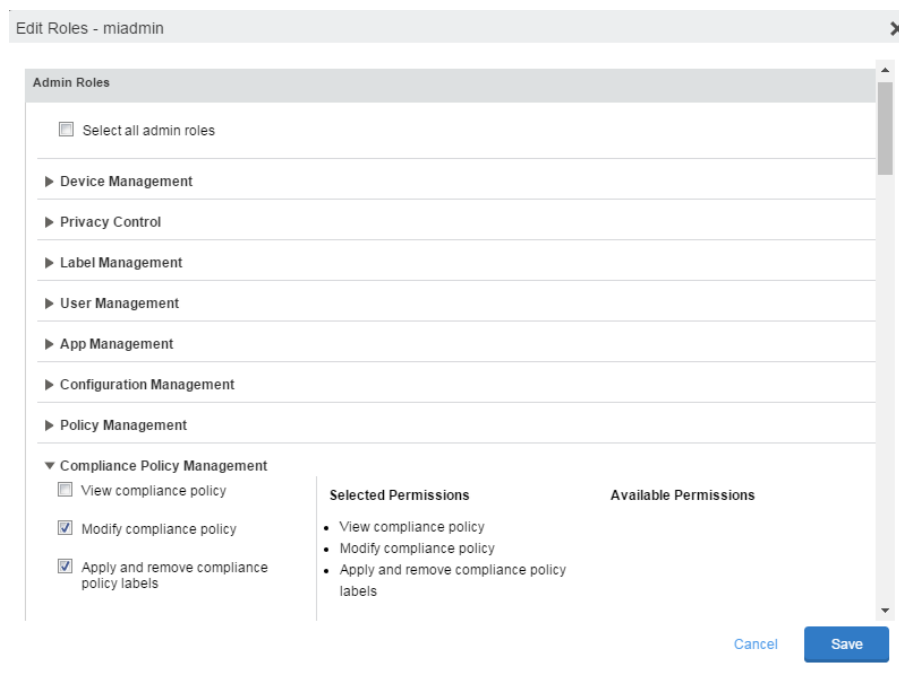 Edit Roles - miadmin
Admin Roles
Select all admin roles
Device Management
Privacy Control
Label Management
User Management
App Management
Configuration Management
Policy Management
Compliance Policy Management
View compliance policy
Modify compliance policy
Apply and remove compliance
policy labels
Selected Permissions
• View compliance policy
• Modify compliance policy
• Apply and remove compliance policy
labels
Available Permissions
Cancel
Save